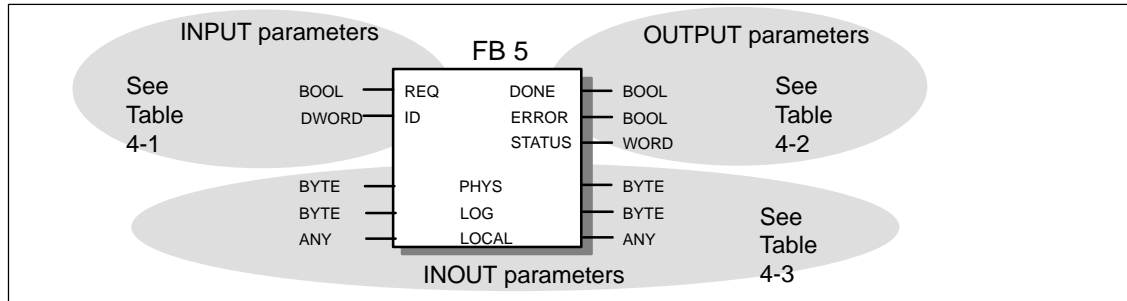 INPUT parameters
OUTPUT parameters
FB 5
See
Table
4-1
BOOL REQ DONE BOOL
DWORD ID ERROR BOOL
STATUS WORD
See
Table
4-2
BYTE PHYS BYTE
BYTE LOG BYTE
ANY LOCAL ANY
See
Table
4-3
INOUT parameters